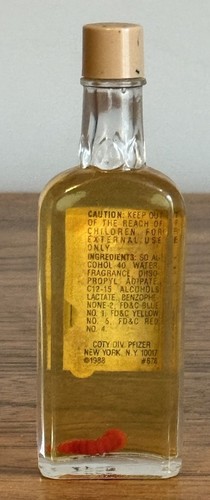 CAUTION: KEEP OUT
OF THE REACH OF
CHILDREN. FOR
EXTERNAL USE
ONLY.
INGREDIENTS: SD AL-
COHOL 40, WATER,
FRAGRANCE, DIISO-
PROPYL ADIPATE,
C12-15 ALCOHOLS
LACTATE, BENZOPHE-
NONE-2, FD&C BLUE
NO. 1, FD&C YELLOW
NO. 5, FD&C RED
NO. 4.
COTY DIV. PFIZER
NEW YORK, N.Y. 10017
©1988 #876